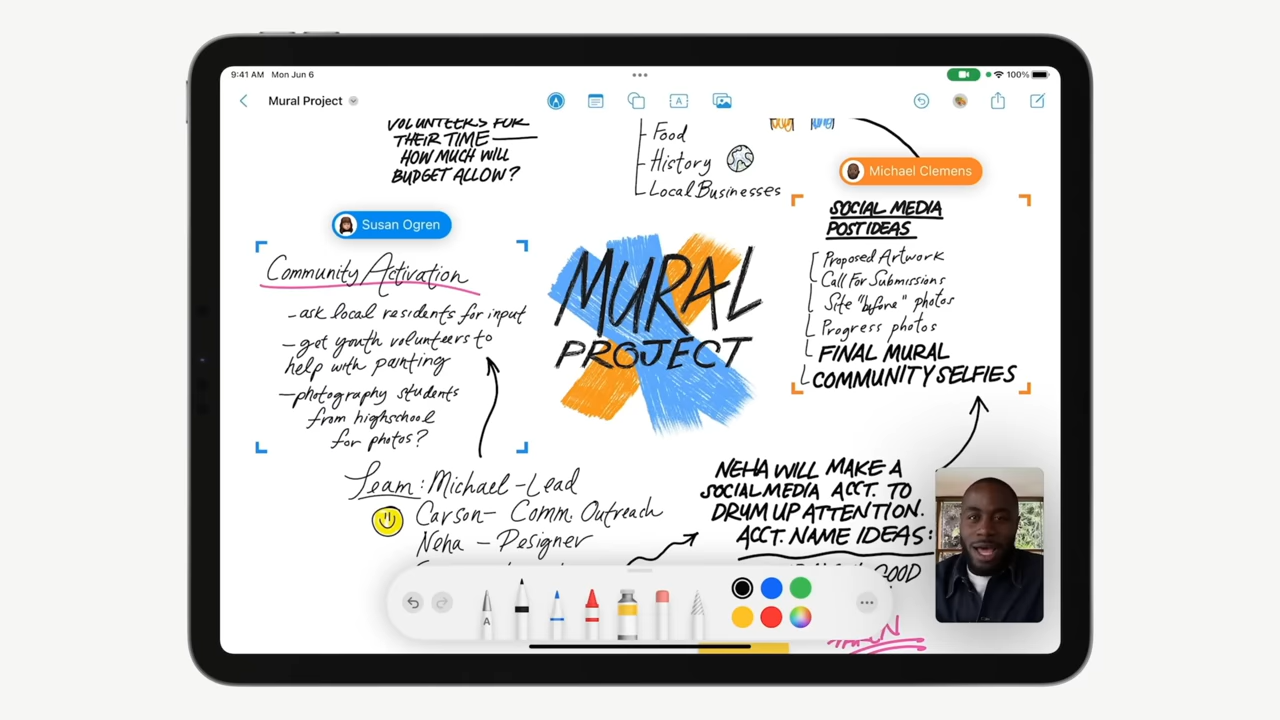 9:41 AM Mon Jun 6
100%
Mural Project
A
VOLUNTEERS FOR
THEIR TIME —
HOW MUCH WILL
BUDGET ALLOW?
Food
History
Local Businesses
Michael Clemens
SOCIAL MEDIA
POST IDEAS
Proposed Artwork
Call For Submissions
Site "before" photos
Progress photos
FINAL MURAL
COMMUNITY SELFIES
Susan Ogren
Community Activation
- ask local residents for input
- get youth volunteers to
help with painting
- photography students
from highschool
for photos?
MURAL
PROJECT
Team: Michael - Lead
Carson - Comm. Outreach
Neha - Designer
NEHA WILL MAKE A
SOCIAL MEDIA ACCT. TO
DRUM UP ATTENTION.
ACCT. NAME IDEAS:
GOOD
A